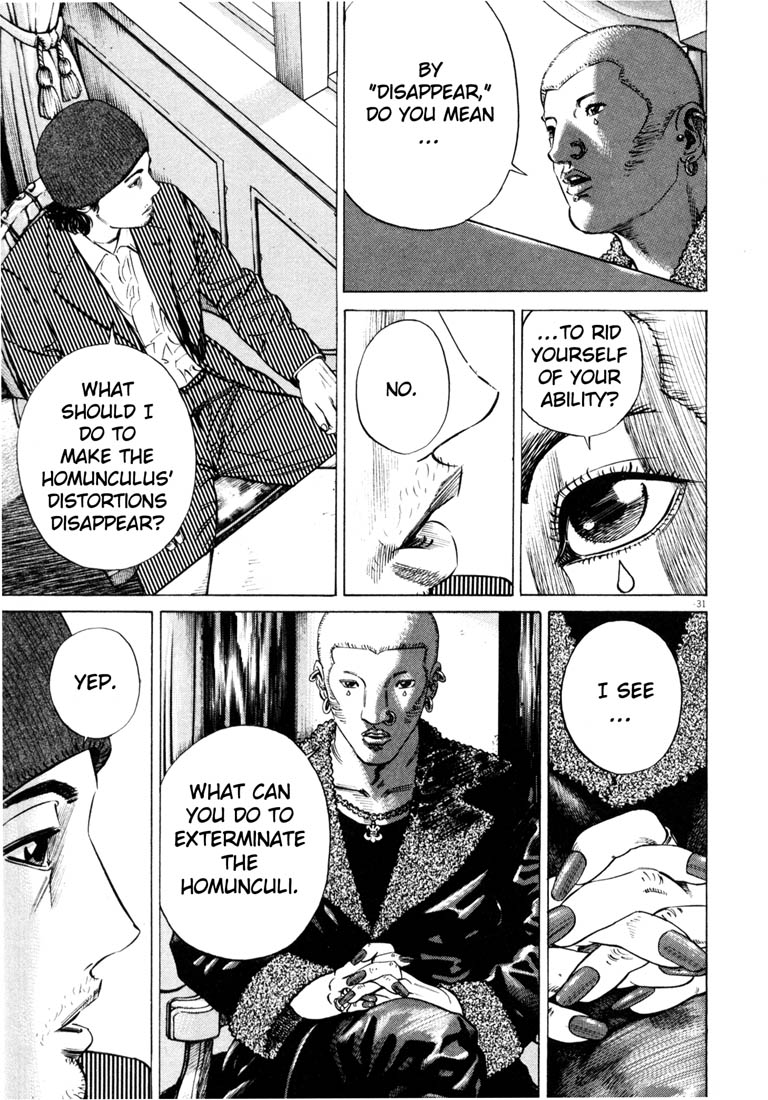 BY
"DISAPPEAR,"
DO YOU MEAN
...
...TO RID
YOURSELF
OF YOUR
ABILITY?
NO.
WHAT
SHOULD I
DO TO
MAKE THE
HOMUNCULUS'
DISTORTIONS
DISAPPEAR?
31
I SEE
...
WHAT CAN
YOU DO TO
EXTERMINATE
THE
HOMUNCULI.
YEP.